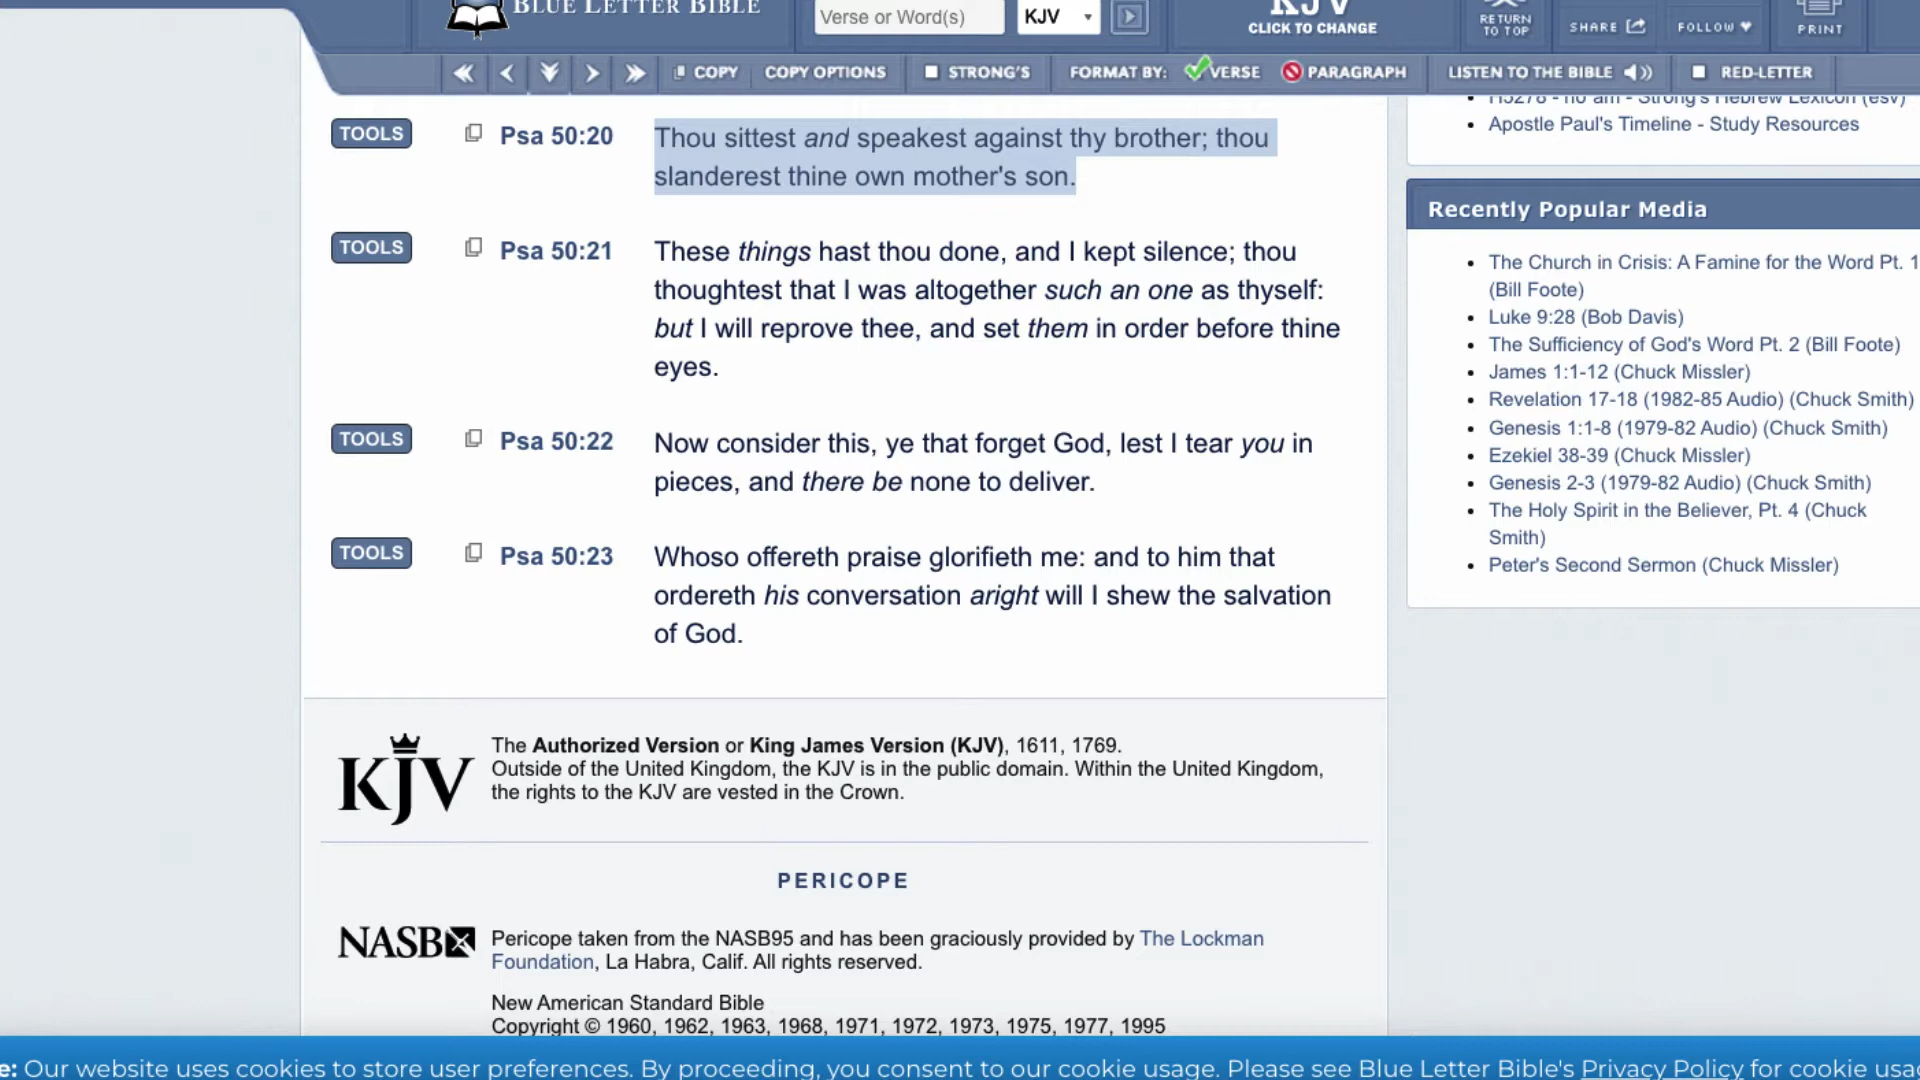 BLUE LETTER BIBLE
Verse or Word(s)
KJV
KJV
CLICK TO CHANGE
RETURN
TO TOP
SHARE
FOLLOW
PRINT
COPY
COPY OPTIONS
STRONG'S
FORMAT BY:
VERSE
PARAGRAPH
LISTEN TO THE BIBLE
RED-LETTER
TOOLS
Psa 50:20
Thou sittest and speakest against thy brother; thou
slanderest thine own mother's son.
TOOLS
Psa 50:21
These things hast thou done, and I kept silence; thou
thoughtest that I was altogether such an one as thyself:
but I will reprove thee, and set them in order before thine
eyes.
TOOLS
Psa 50:22
Now consider this, ye that forget God, lest I tear you in
pieces, and there be none to deliver.
TOOLS
Psa 50:23
Whoso offereth praise glorifieth me: and to him that
ordereth his conversation aright will I shew the salvation
of God.
KJV
The Authorized Version or King James Version (KJV), 1611, 1769.
Outside of the United Kingdom, the KJV is in the public domain. Within the United Kingdom,
the rights to the KJV are vested in the Crown.
PERICOPE
NASB
Pericope taken from the NASB95 and has been graciously provided by The Lockman
Foundation, La Habra, Calif. All rights reserved.
New American Standard Bible
Copyright © 1960, 1962, 1963, 1968, 1971, 1972, 1973, 1975, 1977, 1995
- Strong's Hebrew Lexicon (esv)
Apostle Paul's Timeline - Study Resources
Recently Popular Media
The Church in Crisis: A Famine for the Word Pt. 1
(Bill Foote)
Luke 9:28 (Bob Davis)
The Sufficiency of God's Word Pt. 2 (Bill Foote)
James 1:1-12 (Chuck Missler)
Revelation 17-18 (1982-85 Audio) (Chuck Smith)
Genesis 1:1-8 (1979-82 Audio) (Chuck Smith)
Ezekiel 38-39 (Chuck Missler)
Genesis 2-3 (1979-82 Audio) (Chuck Smith)
The Holy Spirit in the Believer, Pt. 4 (Chuck
Smith)
Peter's Second Sermon (Chuck Missler)
e: Our website uses cookies to store user preferences. By proceeding, you consent to our cookie usage. Please see Blue Letter Bible's Privacy Policy for cookie usa